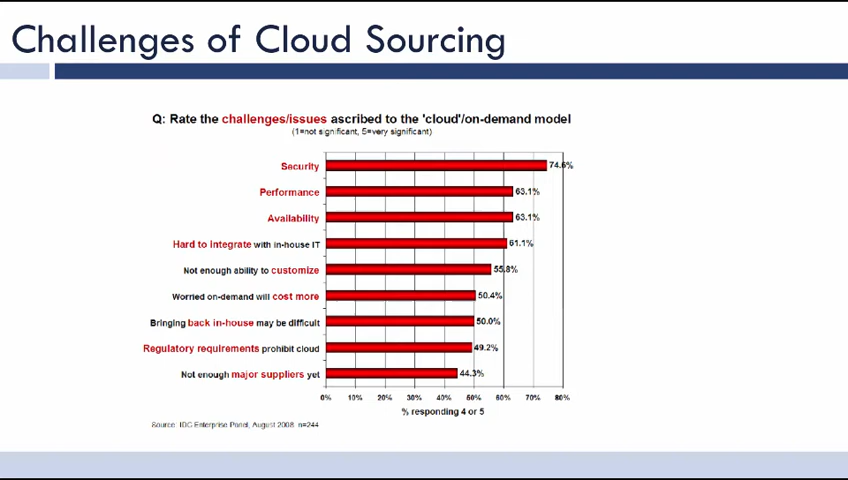 Challenges of Cloud Sourcing
Q: Rate the challenges/issues ascribed to the 'cloud'/on-demand model
(1=not significant, 5=very significant)
Security 74.6%
Performance 63.1%
Availability 63.1%
Hard to Integrate with in-house IT 61.1%
Not enough ability to customize 55.8%
Worried on-demand will cost more 50.4%
Bringing back in-house may be difficult 50.0%
Regulatory requirements prohibit cloud 49.2%
Not enough major suppliers yet 44.3%
0% 10% 20% 30% 40% 50% 60% 70% 80%
% responding 4 or 5
Source: IDC Enterprise Panel, August 2008 n=244